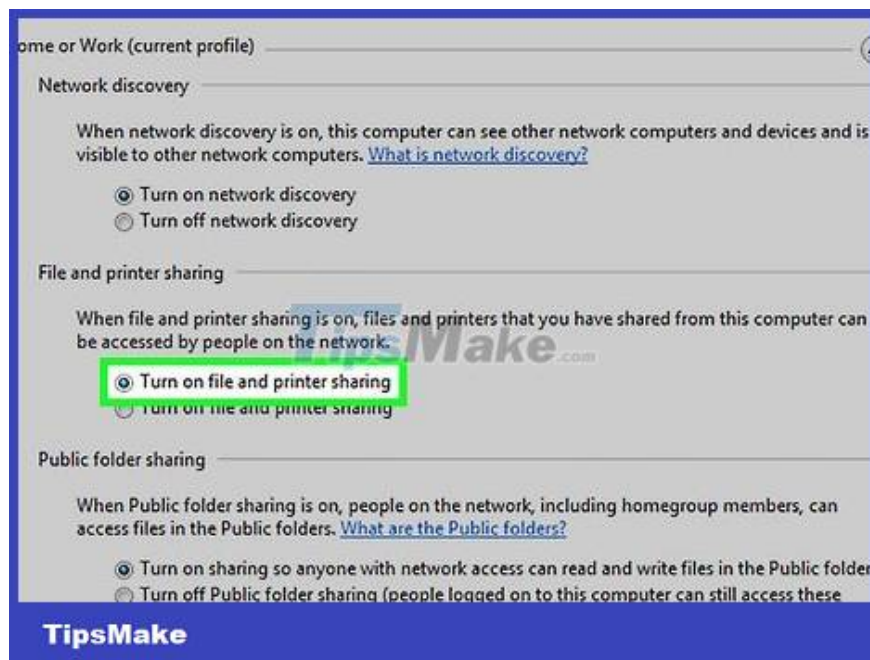 ome or Work (current profile)
Network discovery
When network discovery is on, this computer can see other network computers and devices and is
visible to other network computers. What is network discovery?
Turn on network discovery
Turn off network discovery
File and printer sharing
When file and printer sharing is on, files and printers that you have shared from this computer can
be accessed by people on the network.
TipsMake.com
Turn on file and printer sharing
Turn off file and printer sharing
Public folder sharing
When Public folder sharing is on, people on the network, including homegroup members, can
access files in the Public folders. What are the Public folders?
Turn on sharing so anyone with network access can read and write files in the Public folder
Turn off Public folder sharing (people logged on to this computer can still access these
TipsMake